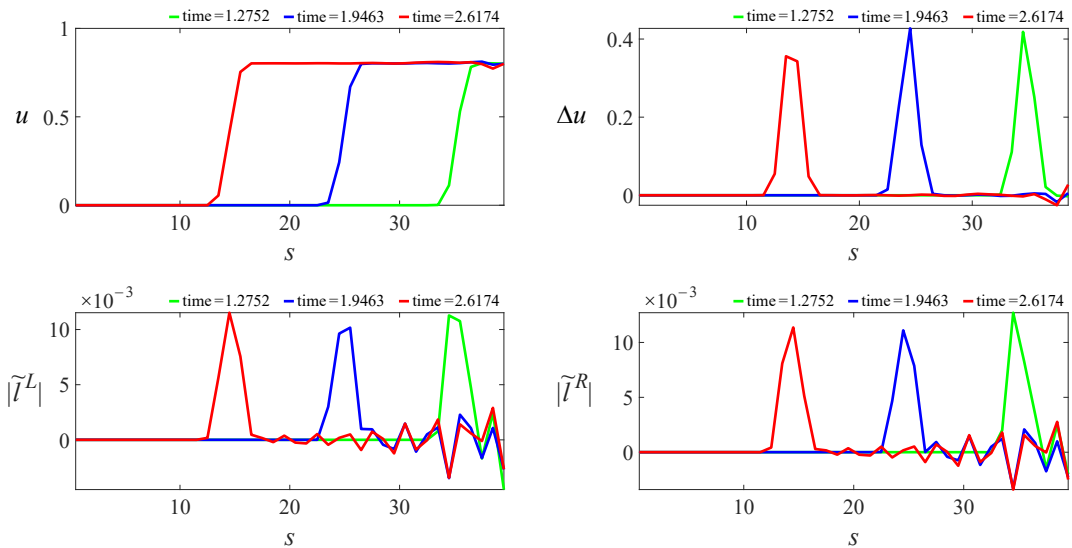 time=1.2752 time=1.9463 time=2.6174
1
u
0.5
0
10 20 30
s
time=1.2752 time=1.9463 time=2.6174
0.4
Δu
0.2
0
10 20 30
s
×10⁻³ time=1.2752 time=1.9463 time=2.6174
10
|l̃ᴸ|
5
0
10 20 30
s
×10⁻³ time=1.2752 time=1.9463 time=2.6174
10
|l̃ᴿ|
5
0
10 20 30
s